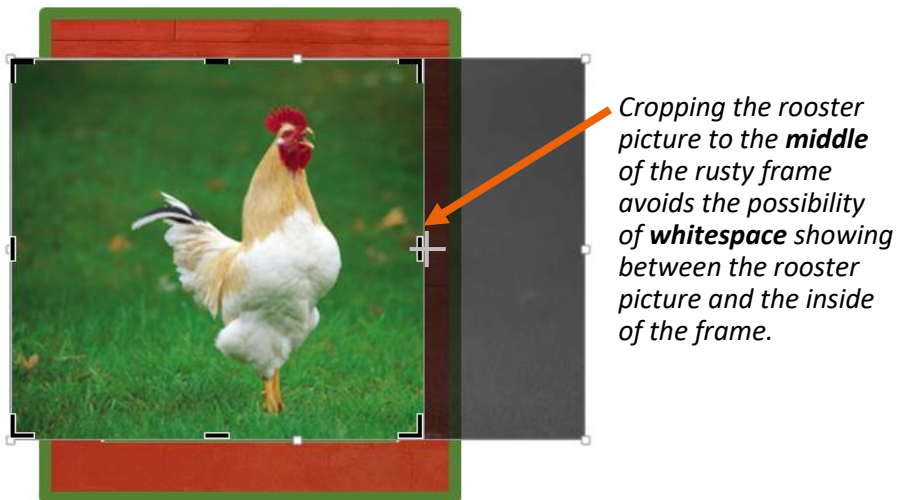 Cropping the rooster
picture to the middle
of the rusty frame
avoids the possibility
of whitespace showing
between the rooster
picture and the inside
of the frame.